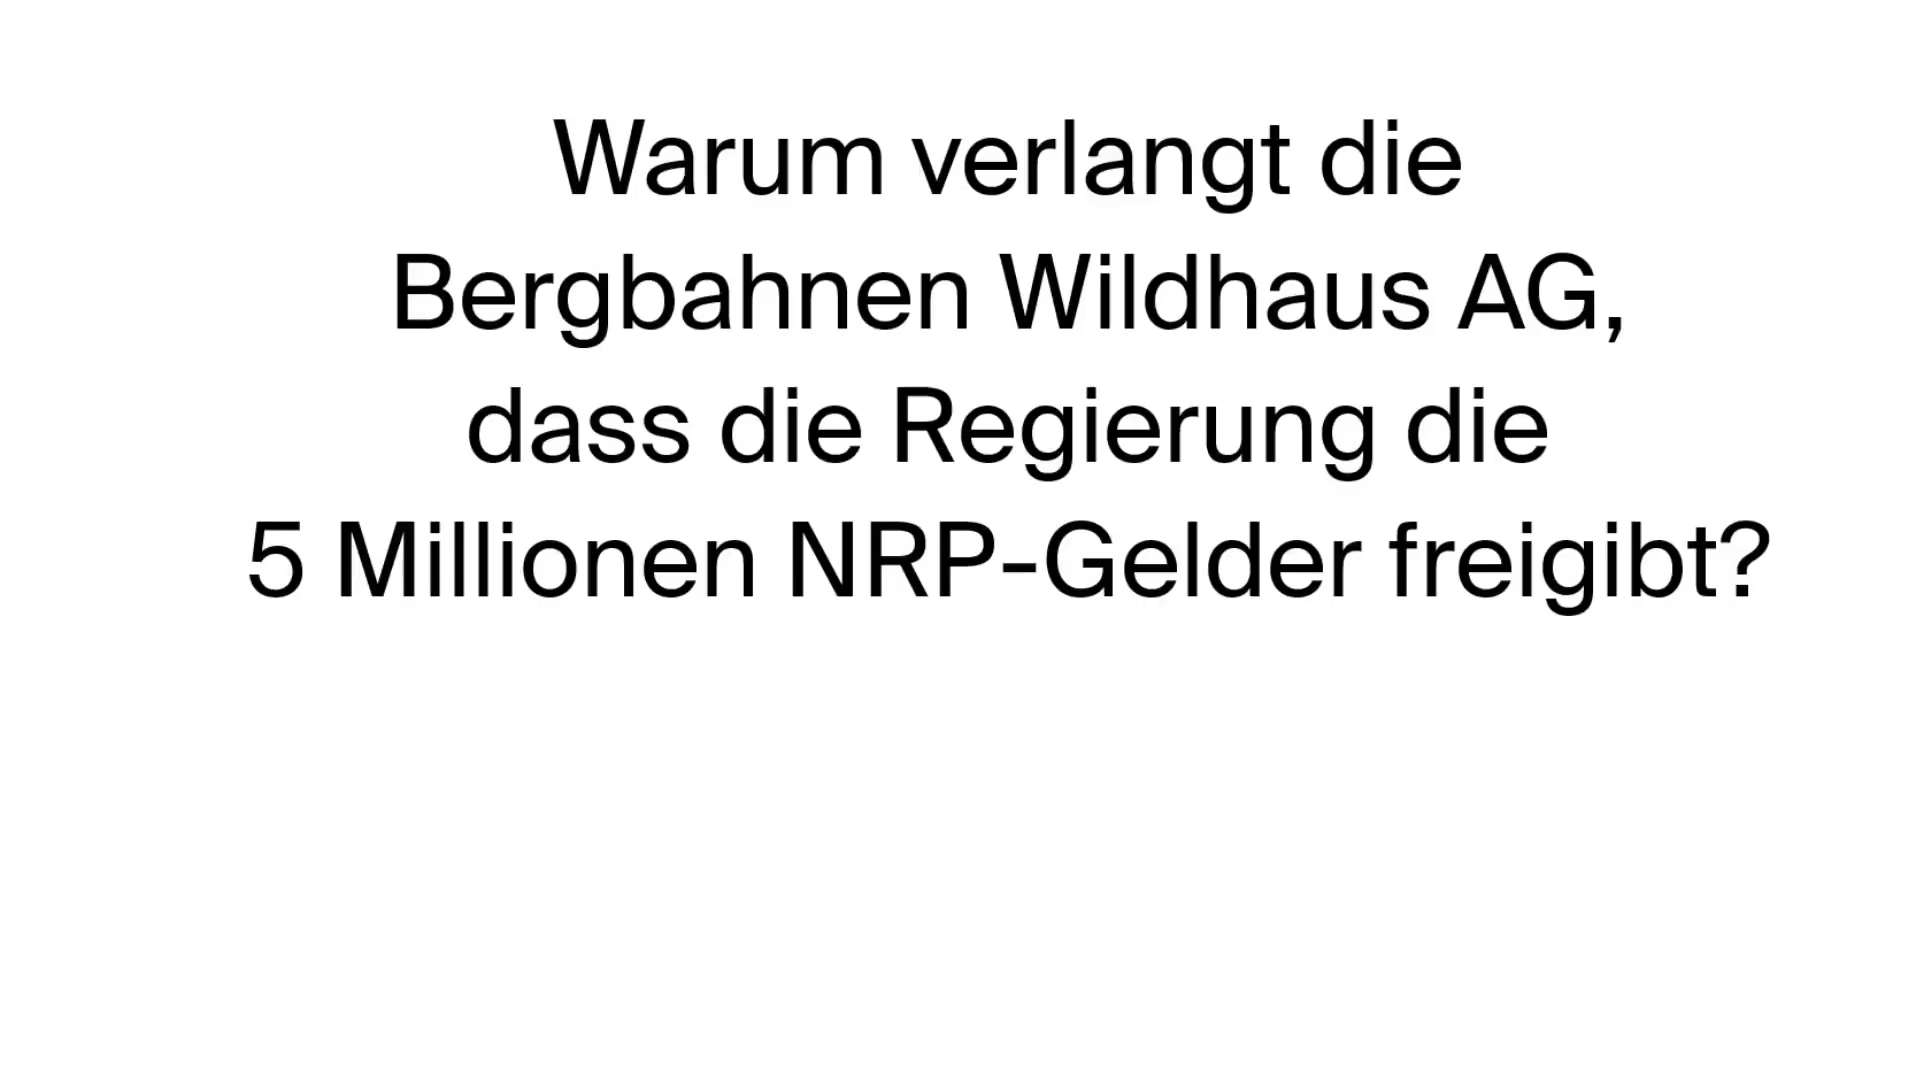 Warum verlangt die
Bergbahnen Wildhaus AG,
dass die Regierung die
5 Millionen NRP-Gelder freigibt?